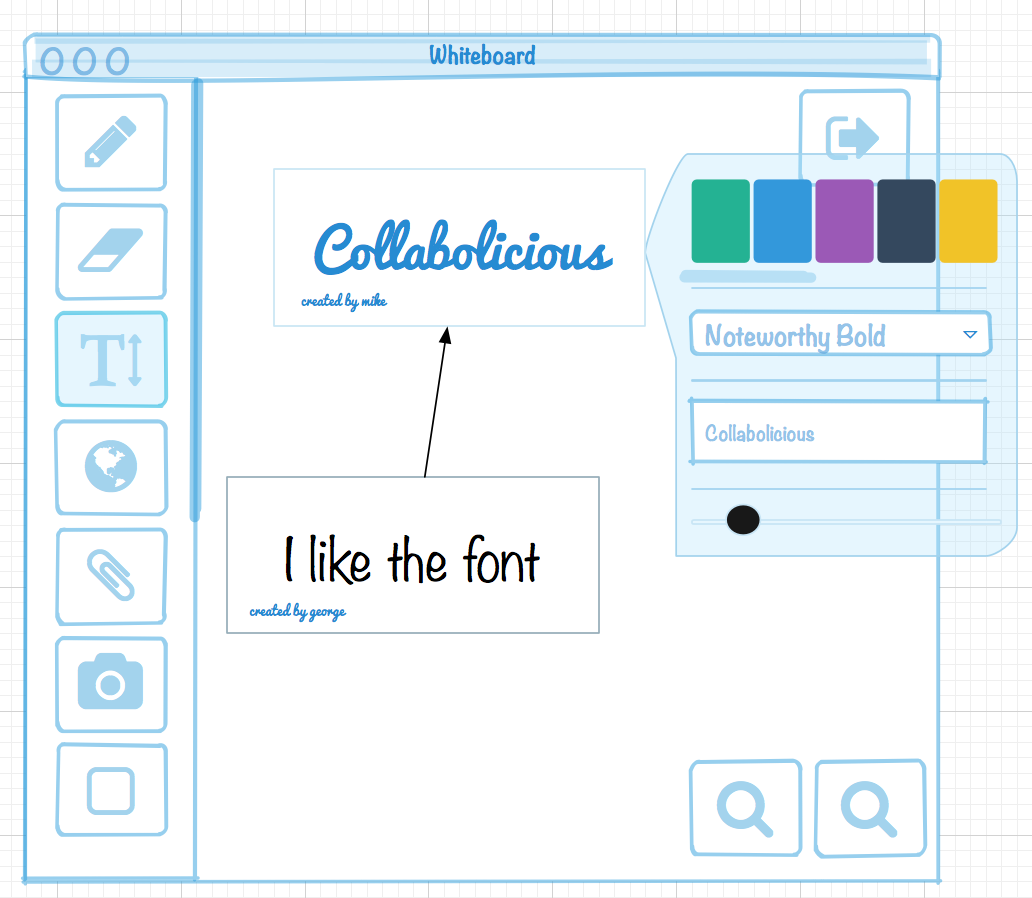 Whiteboard
Collabolicious
created by mike
Noteworthy Bold
Collabolicious
I like the font
created by george